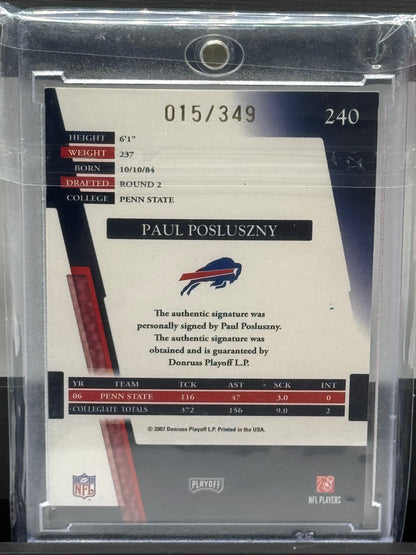 015/349
240
HEIGHT 6'1"
WEIGHT 237
BORN 10/10/84
DRAFTED ROUND 2
COLLEGE PENN STATE
PAUL POSLUSZNY
The authentic signature was
personally signed by Paul Posluszny.
The authentic signature was
obtained and is guaranteed by
Donruss Playoff L.P.
YR TEAM TCK AST SCK INT
06 PENN STATE 116 47 3.0 0
COLLEGIATE TOTALS 372 156 9.0 2
© 2007 Donruss Playoff L.P. Printed in the USA.
NFL
PLAYOFF
NFL PLAYERS